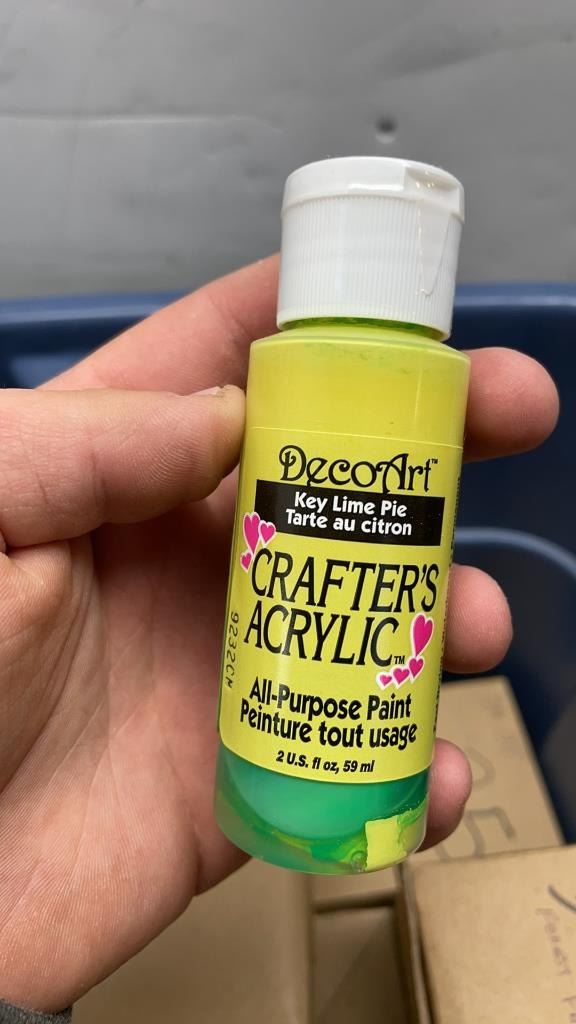 DecoArt™
Key Lime Pie
Tarte au citron
CRAFTER'S
ACRYLIC™
All-Purpose Paint
Peinture tout usage
2 U.S. fl oz, 59 ml